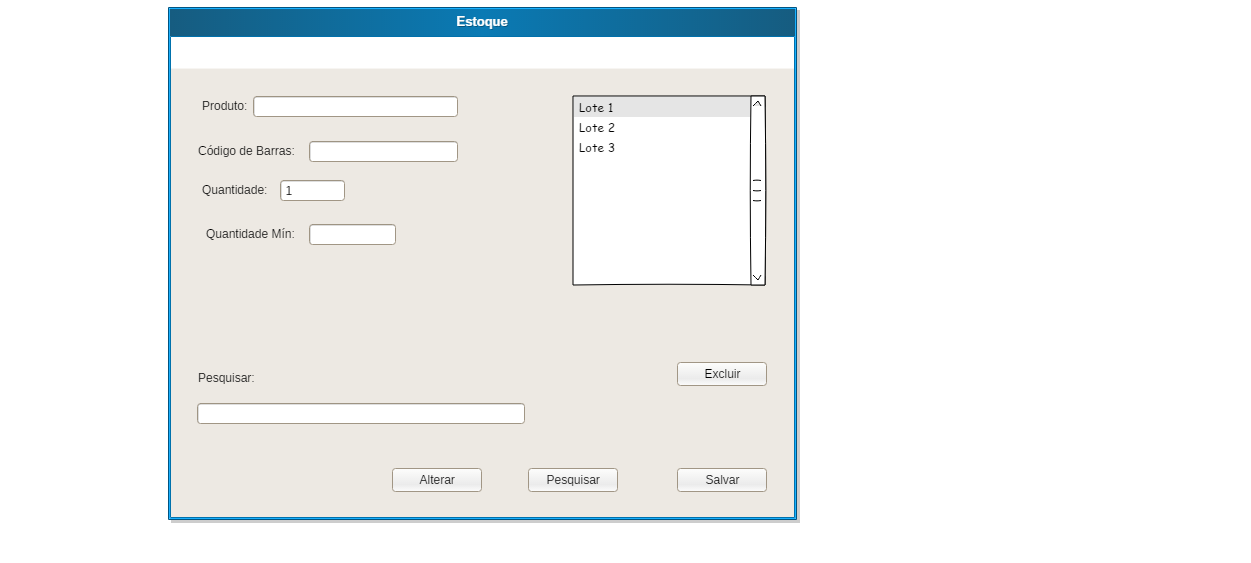 Estoque
Produto:
Código de Barras:
Quantidade: 1
Quantidade Mín:
Lote 1
Lote 2
Lote 3
Excluir
Pesquisar:
Alterar Pesquisar Salvar